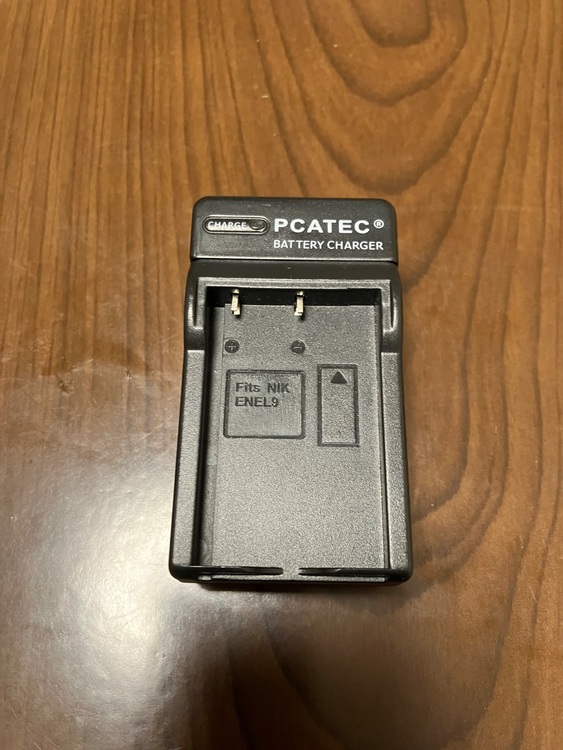 CHARGE
PCATEC®
BATTERY CHARGER
+ −
Fits NIK
ENEL9